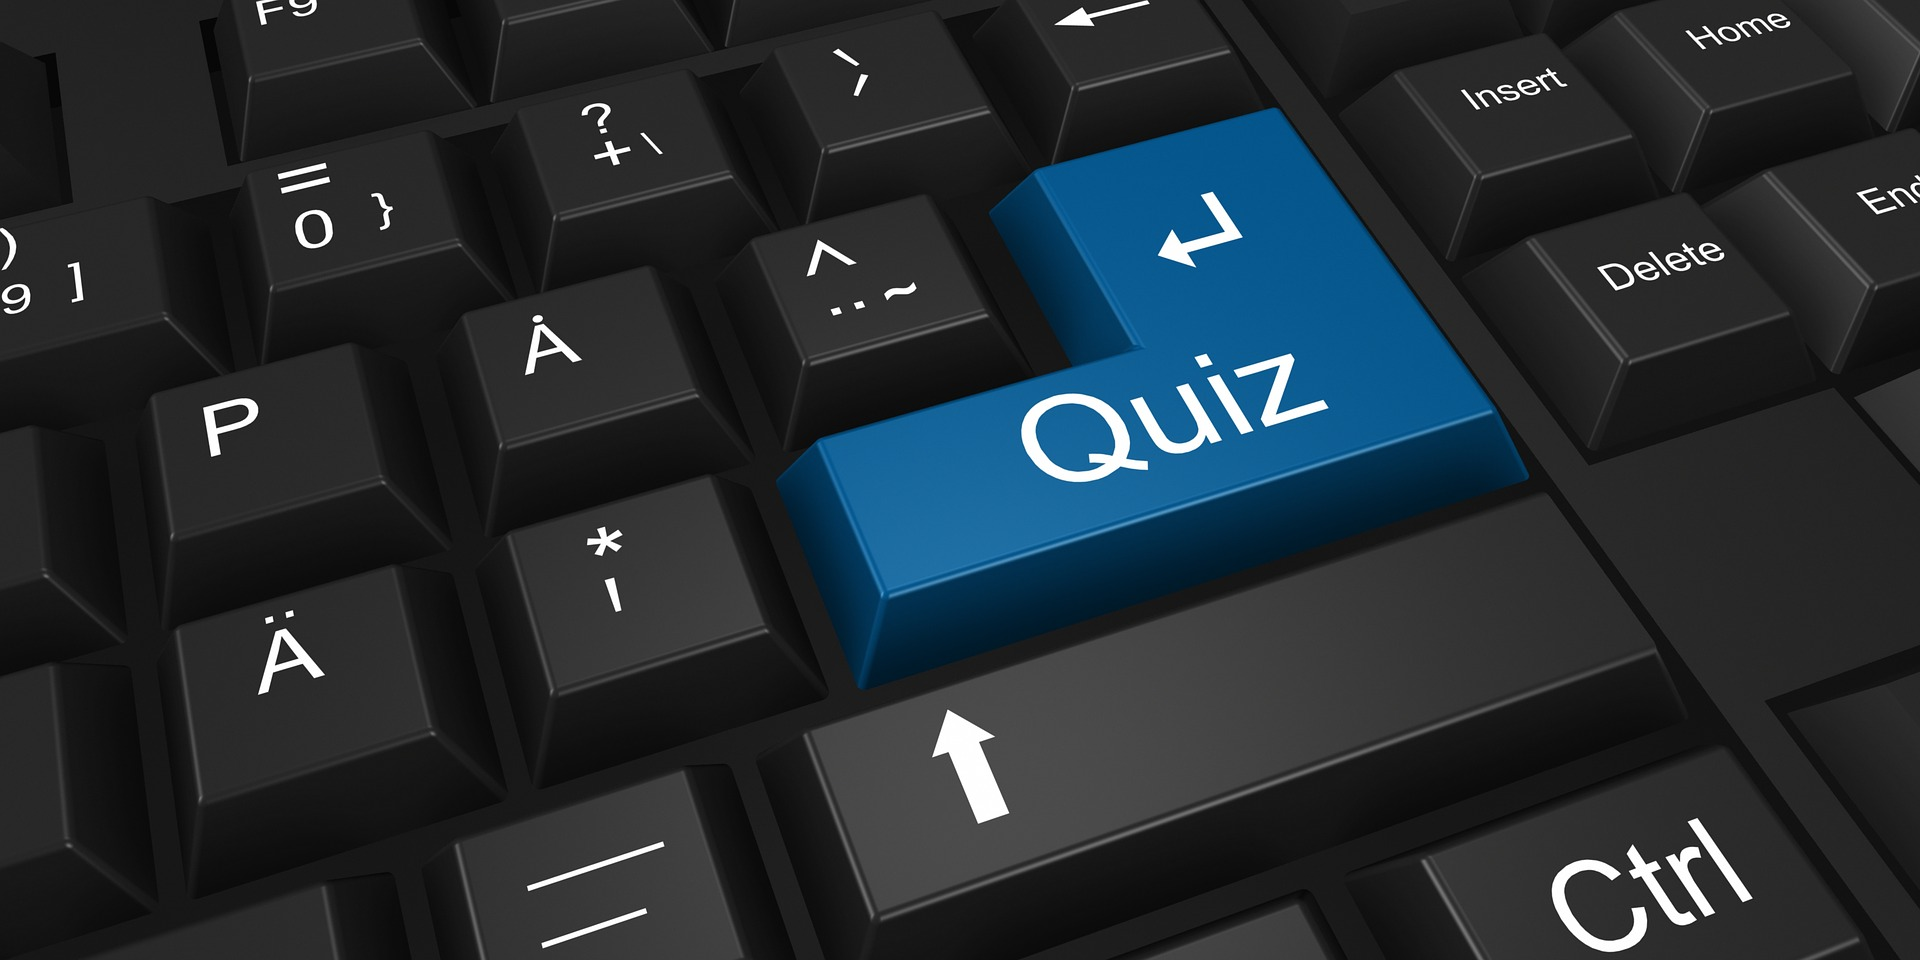 F9
Home
Insert
?
+ \
=
0 }
)
9 ]
End
Delete
^
¨ ~
Å
P
Quiz
*
'
Ä
Ctrl